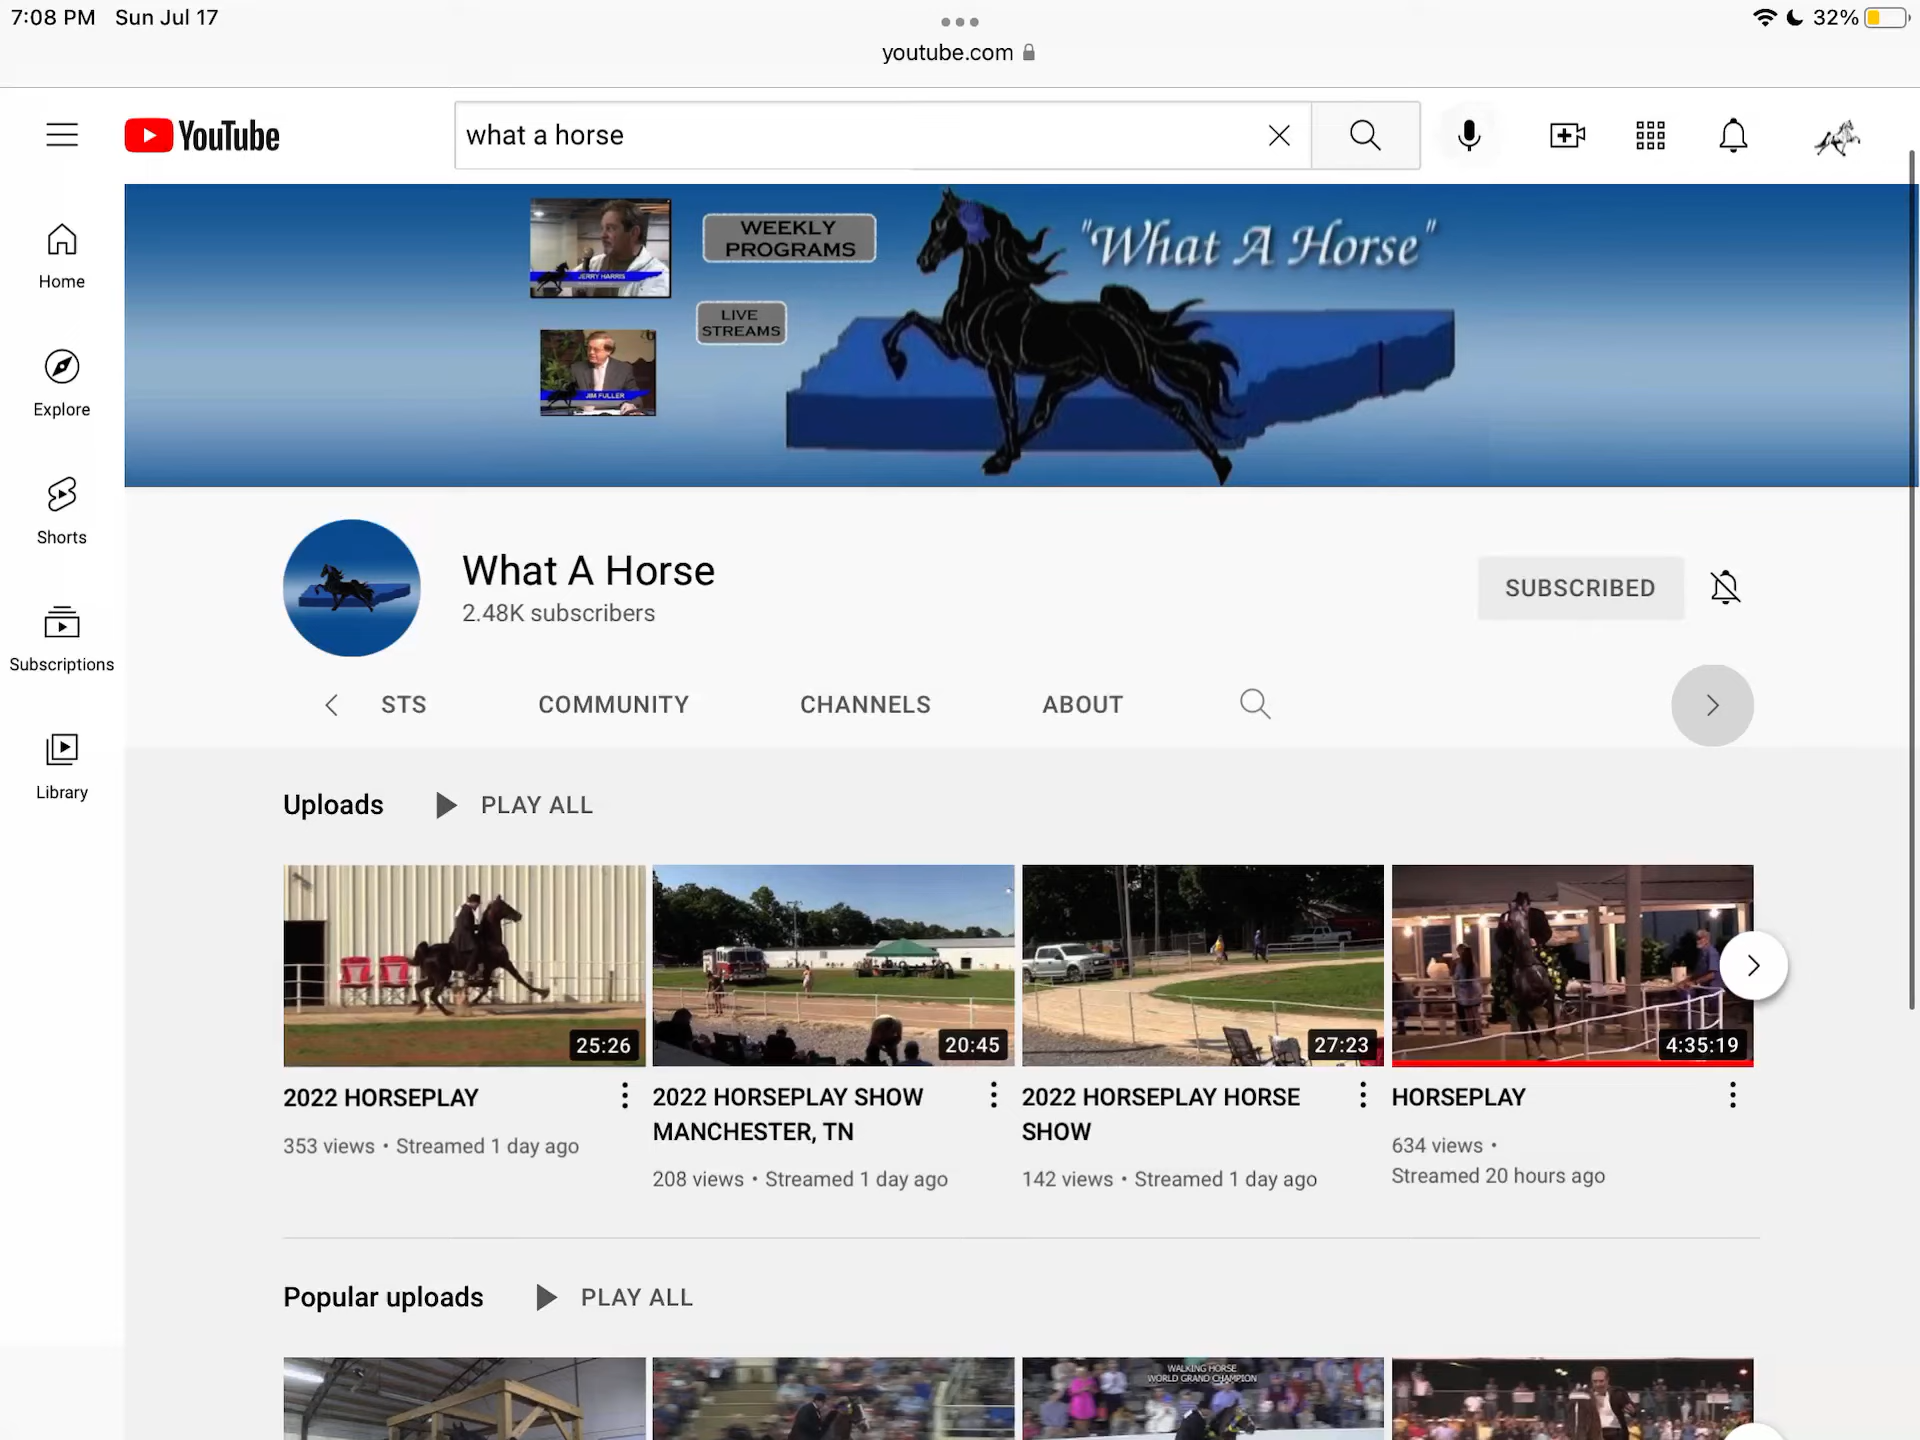 7:08 PM Sun Jul 17
32%
youtube.com
YouTube
what a horse
WEEKLY
PROGRAMS
"What A Horse"
JERRY HARRIS
LIVE
STREAMS
JIM FULLER
Home
Explore
Shorts
Subscriptions
Library
What A Horse
2.48K subscribers
SUBSCRIBED
STS COMMUNITY CHANNELS ABOUT
Uploads PLAY ALL
25:26
20:45
27:23
4:35:19
2022 HORSEPLAY
353 views • Streamed 1 day ago
2022 HORSEPLAY SHOW
MANCHESTER, TN
208 views • Streamed 1 day ago
2022 HORSEPLAY HORSE
SHOW
142 views • Streamed 1 day ago
HORSEPLAY
634 views •
Streamed 20 hours ago
Popular uploads PLAY ALL
WALKING HORSE
WORLD GRAND CHAMPION